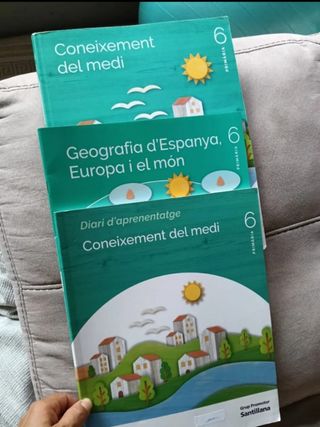 Coneixement
del medi
6
PRIMÀRIA
Geografia d'Espanya,
Europa i el món
6
PRIMÀRIA
Diari d'aprenentatge
Coneixement del medi
6
PRIMÀRIA
Grup Promotor
Santillana